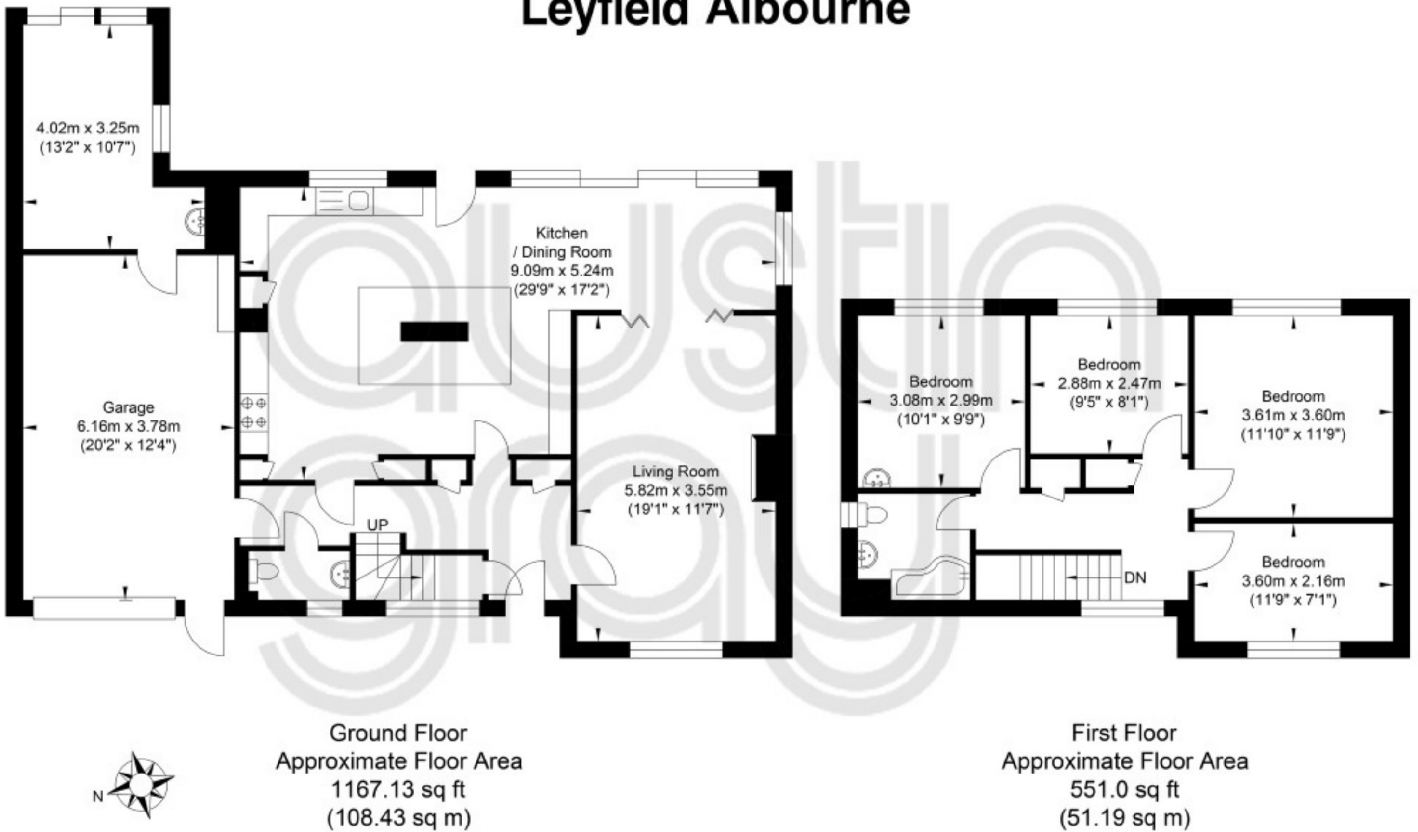 Leyfield Albourne
4.02m x 3.25m
(13'2" x 10'7")
Kitchen
/ Dining Room
9.09m x 5.24m
(29'9" x 17'2")
Garage
6.16m x 3.78m
(20'2" x 12'4")
Living Room
5.82m x 3.55m
(19'1" x 11'7")
UP
Bedroom
3.08m x 2.99m
(10'1" x 9'9")
Bedroom
2.88m x 2.47m
(9'5" x 8'1")
Bedroom
3.61m x 3.60m
(11'10" x 11'9")
Bedroom
3.60m x 2.16m
(11'9" x 7'1")
DN
austin
gray
Ground Floor
Approximate Floor Area
1167.13 sq ft
(108.43 sq m)
First Floor
Approximate Floor Area
551.0 sq ft
(51.19 sq m)
N